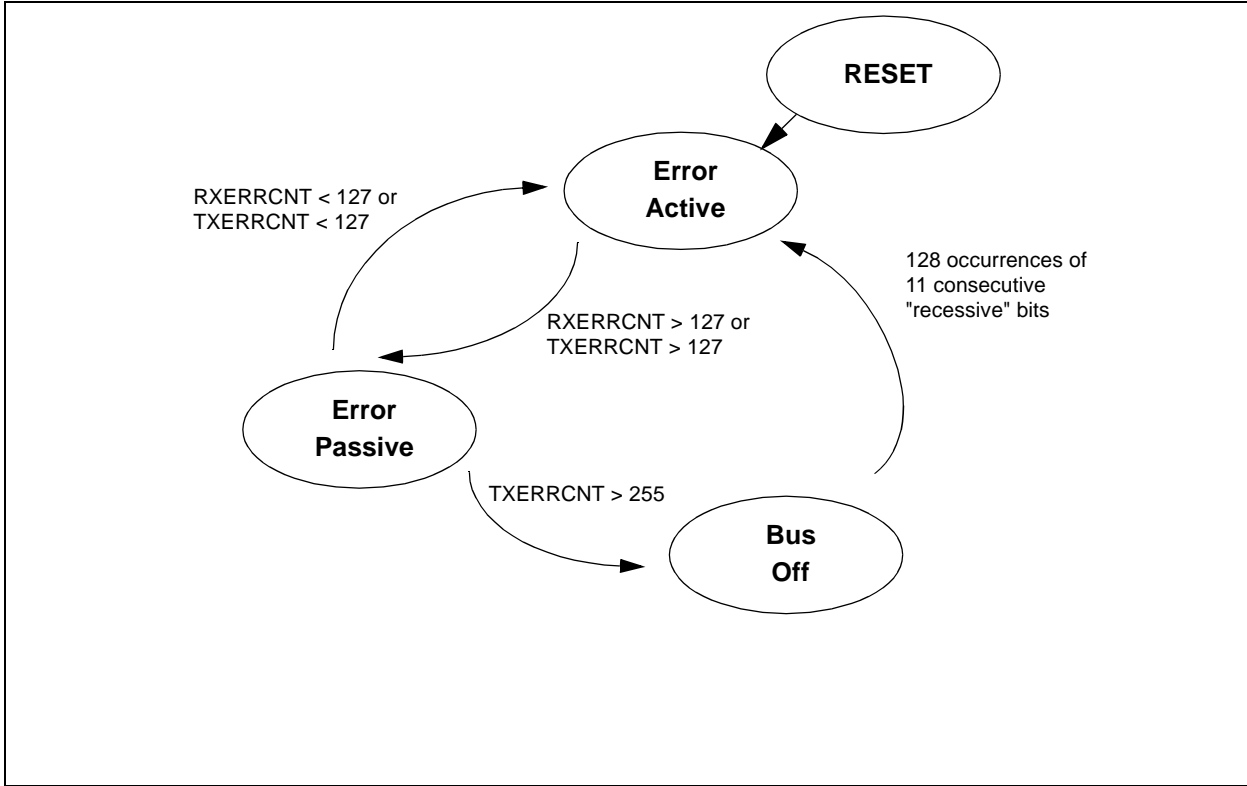 RESET
Error
Active
RXERRCNT < 127 or
TXERRCNT < 127
128 occurrences of
11 consecutive
"recessive" bits
RXERRCNT > 127 or
TXERRCNT > 127
Error
Passive
TXERRCNT > 255
Bus
Off